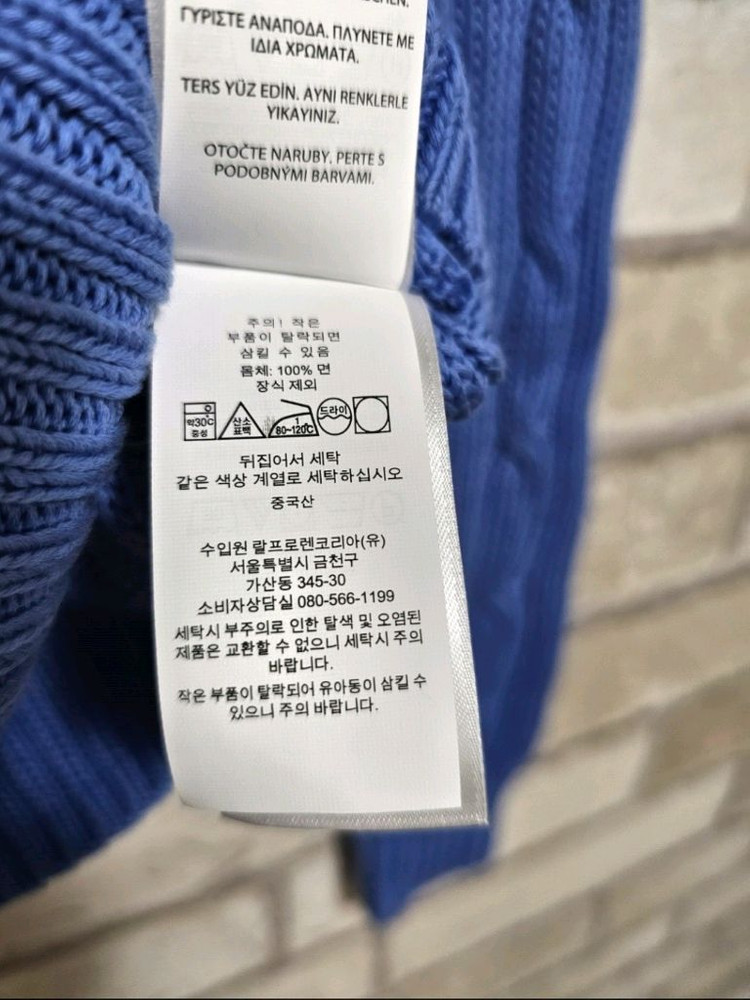 ΓΥΡΙΣΤΕ ΑΝΑΠΟΔΑ. ΠΛΥΝΕΤΕ ΜΕ
ΙΔΙΑ ΧΡΩΜΑΤΑ.
TERS YÜZ EDİN. AYNI RENKLERLE
YIKAYINIZ.
OTOČTE NARUBY. PERTE S
PODOBNÝMI BARVAMI.
주의! 작은
부품이 탈락되면
삼킬 수 있음
몸체: 100% 면
장식 제외
약30℃ 중성
산소 표백
80~120℃
드라이
뒤집어서 세탁
같은 색상 계열로 세탁하십시오
중국산
수입원 랄프로렌코리아(유)
서울특별시 금천구
가산동 345-30
소비자상담실 080-566-1199
세탁시 부주의로 인한 탈색 및 오염된
제품은 교환할 수 없으니 세탁시 주의
바랍니다.
작은 부품이 탈락되어 유아동이 삼킬 수
있으니 주의 바랍니다.